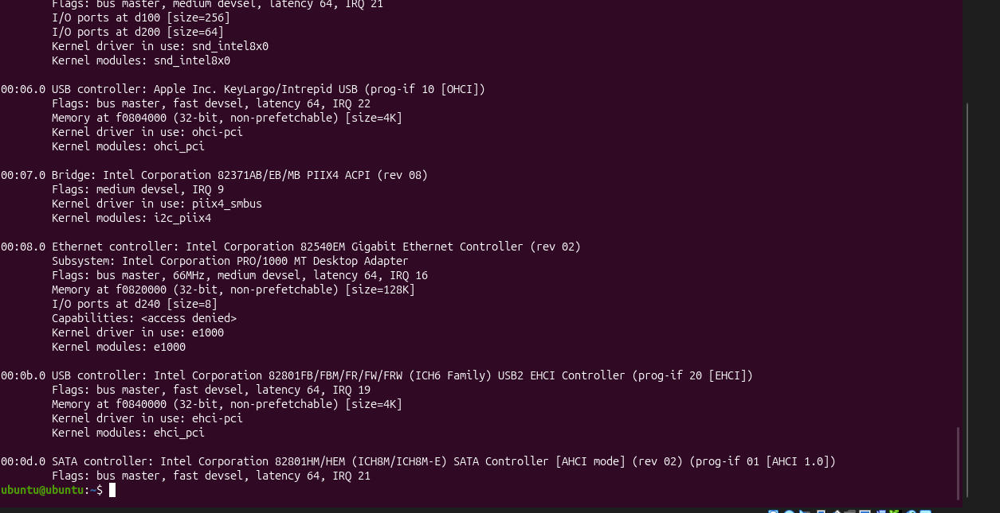 Flags: bus master, medium devsel, latency 64, IRQ 21
I/O ports at d100 [size=256]
I/O ports at d200 [size=64]
Kernel driver in use: snd_intel8x0
Kernel modules: snd_intel8x0
00:06.0 USB controller: Apple Inc. KeyLargo/Intrepid USB (prog-if 10 [OHCI])
Flags: bus master, fast devsel, latency 64, IRQ 22
Memory at f0804000 (32-bit, non-prefetchable) [size=4K]
Kernel driver in use: ohci-pci
Kernel modules: ohci_pci
00:07.0 Bridge: Intel Corporation 82371AB/EB/MB PIIX4 ACPI (rev 08)
Flags: medium devsel, IRQ 9
Kernel driver in use: piix4_smbus
Kernel modules: i2c_piix4
00:08.0 Ethernet controller: Intel Corporation 82540EM Gigabit Ethernet Controller (rev 02)
Subsystem: Intel Corporation PRO/1000 MT Desktop Adapter
Flags: bus master, 66MHz, medium devsel, latency 64, IRQ 16
Memory at f0820000 (32-bit, non-prefetchable) [size=128K]
I/O ports at d240 [size=8]
Capabilities: <access denied>
Kernel driver in use: e1000
Kernel modules: e1000
00:0b.0 USB controller: Intel Corporation 82801FB/FBM/FR/FW/FRW (ICH6 Family) USB2 EHCI Controller (prog-if 20 [EHCI])
Flags: bus master, fast devsel, latency 64, IRQ 19
Memory at f0840000 (32-bit, non-prefetchable) [size=4K]
Kernel driver in use: ehci-pci
Kernel modules: ehci_pci
00:0d.0 SATA controller: Intel Corporation 82801HM/HEM (ICH8M/ICH8M-E) SATA Controller [AHCI mode] (rev 02) (prog-if 01 [AHCI 1.0])
Flags: bus master, fast devsel, latency 64, IRQ 21
ubuntu@ubuntu:~$